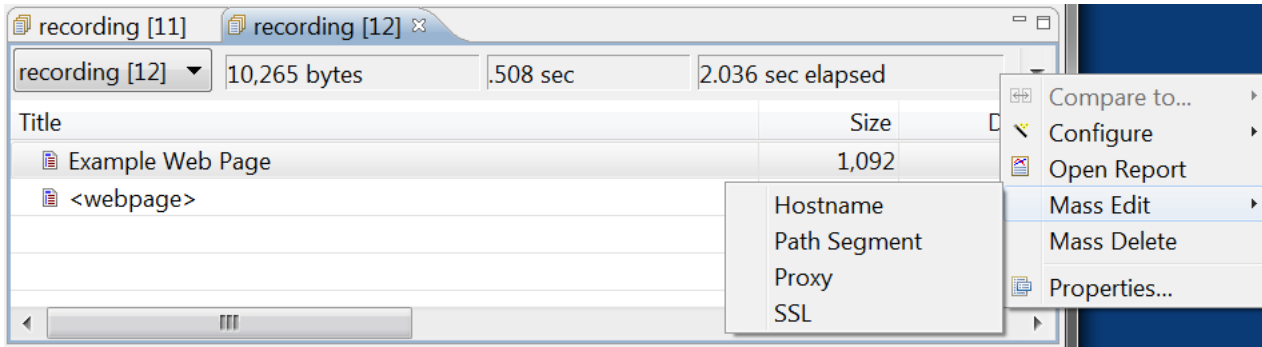 recording [11] recording [12]
recording [12] 10,265 bytes .508 sec 2.036 sec elapsed
Title Size D
Example Web Page 1,092
<webpage>
Compare to...
Configure
Open Report
Mass Edit
Mass Delete
Properties...
Hostname
Path Segment
Proxy
SSL